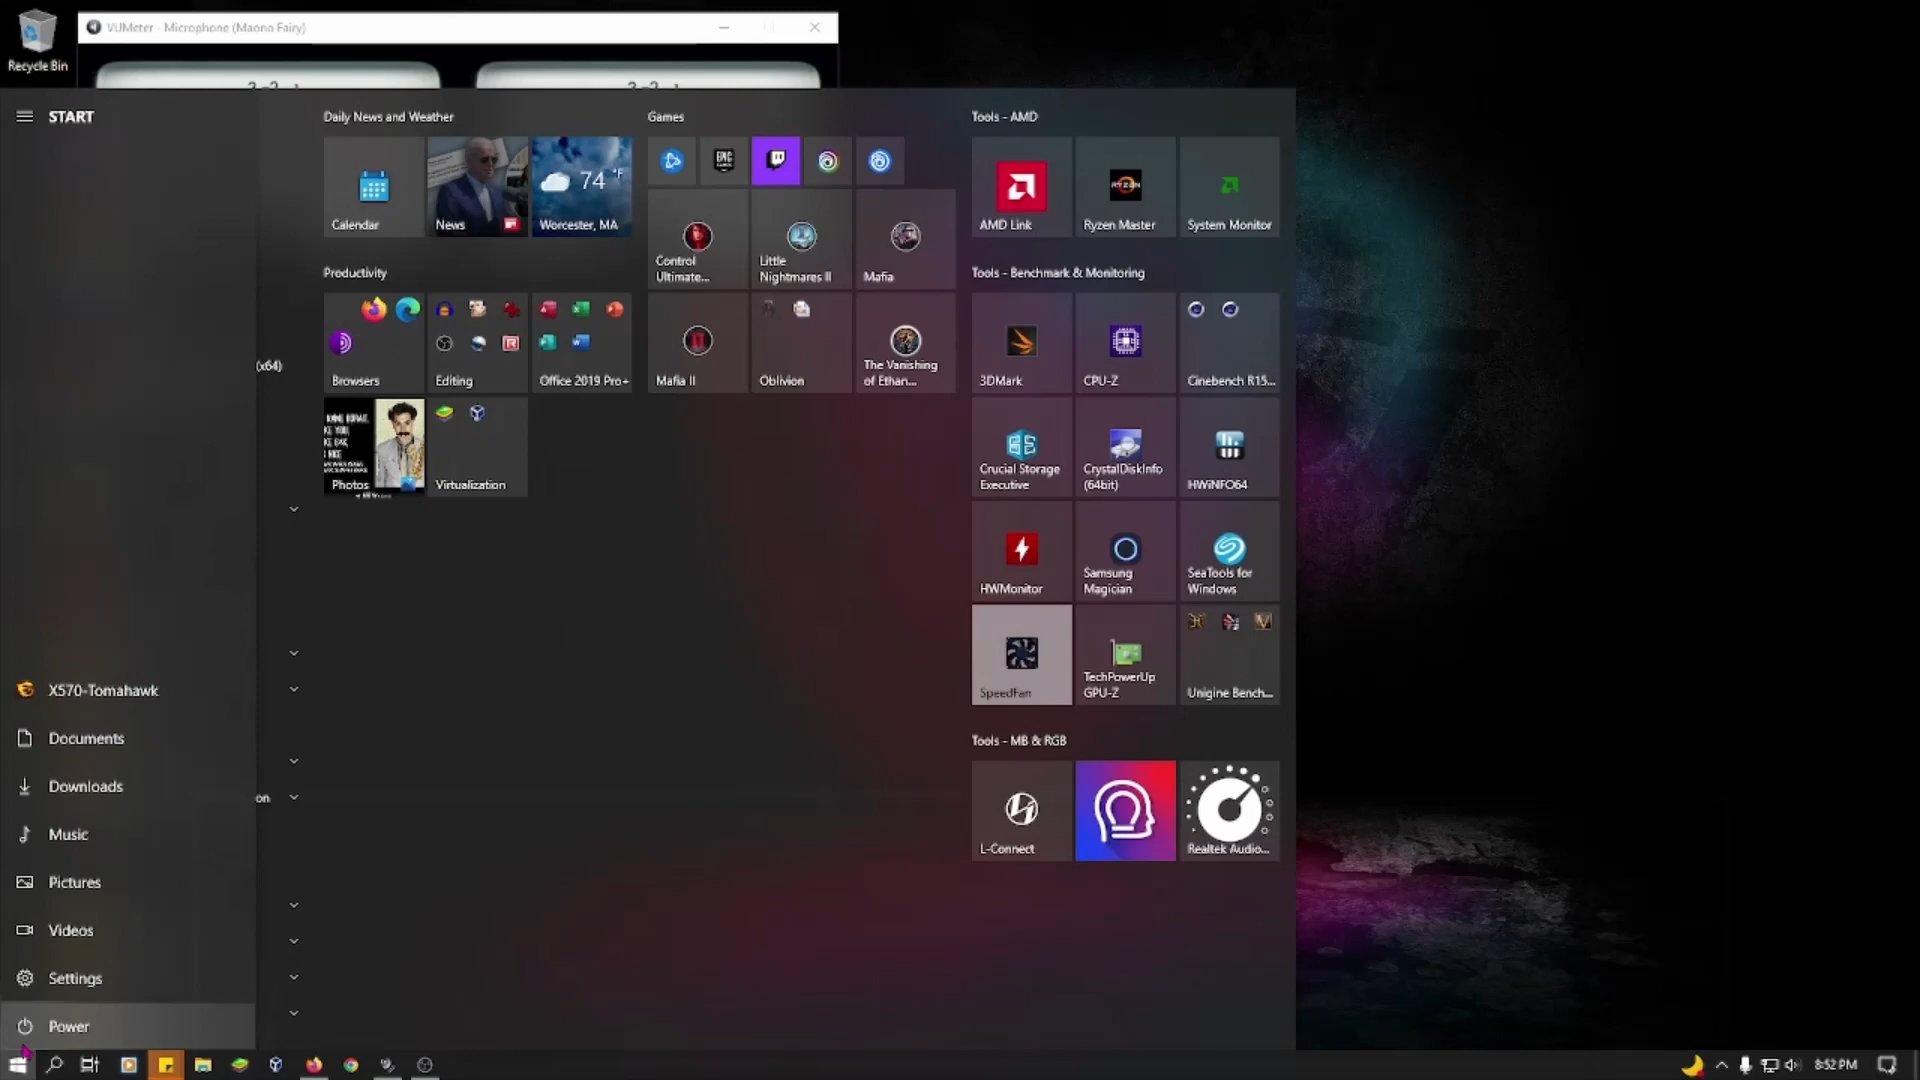 Recycle Bin
VUMeter - Microphone (Maono Fairy)
START
(x64)
on
X570-Tomahawk
Documents
Downloads
Music
Pictures
Videos
Settings
Power
Daily News and Weather
Calendar
News
74 °F
Worcester, MA
Productivity
Browsers
Editing
Office 2019 Pro+
Photos
Virtualization
Games
EPIC
GAMES
Control
Ultimate...
Little
Nightmares II
Mafia
Mafia II
Oblivion
The Vanishing
of Ethan...
Tools - AMD
AMD Link
RYZEN
Ryzen Master
System Monitor
Tools - Benchmark & Monitoring
3DMark
CPU-Z
Cinebench R15...
Crucial Storage
Executive
CrystalDiskInfo
(64bit)
HWiNFO64
HWMonitor
Samsung
Magician
SeaTools for
Windows
SpeedFan
TechPowerUp
GPU-Z
Unigine Bench...
Tools - MB & RGB
L-Connect
Realtek Audio...
8:52 PM